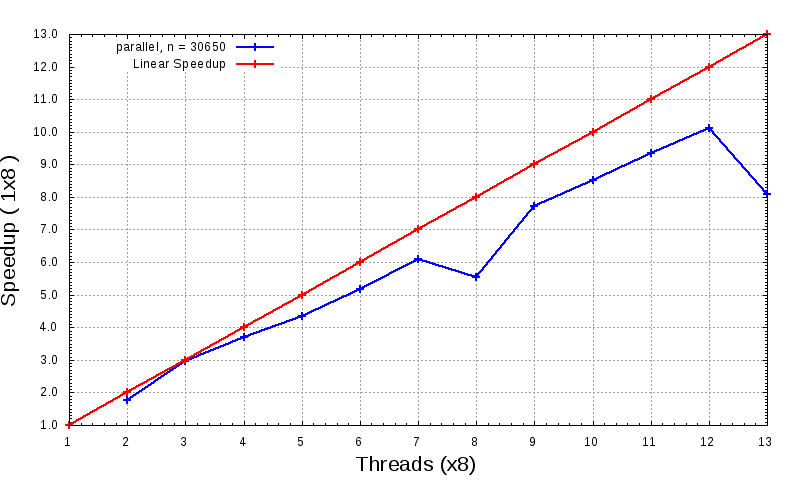 parallel, n = 30650
Linear Speedup
13.0
12.0
11.0
10.0
9.0
8.0
7.0
6.0
5.0
4.0
3.0
2.0
1.0
Speedup ( 1x8 )
1 2 3 4 5 6 7 8 9 10 11 12 13
Threads (x8)